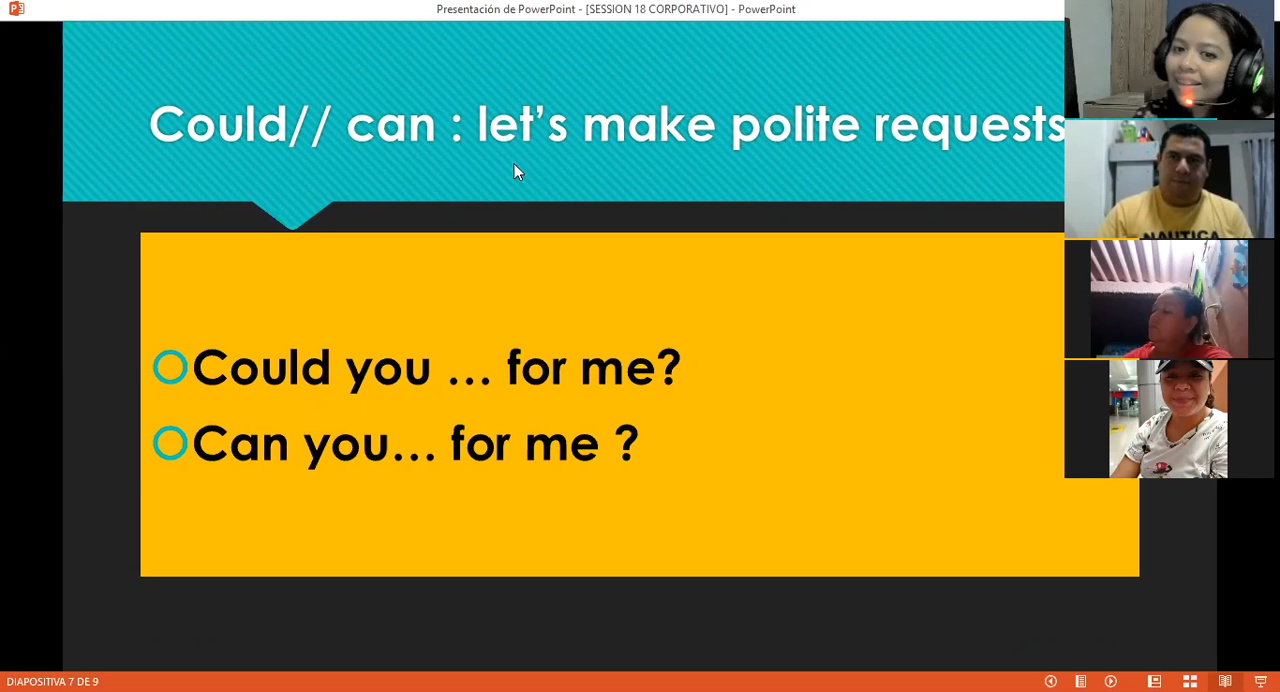 Presentación de PowerPoint - [SESSION 18 CORPORATIVO] - PowerPoint
Could// can : let's make polite requests
Could you ... for me?
Can you... for me ?
NAUTICA
DIAPOSITIVA 7 DE 9